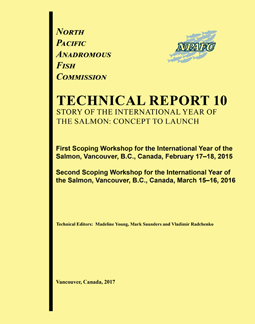 NORTH
PACIFIC
ANADROMOUS
FISH
COMMISSION
NPAFC
TECHNICAL REPORT 10
STORY OF THE INTERNATIONAL YEAR OF
THE SALMON: CONCEPT TO LAUNCH
First Scoping Workshop for the International Year of the
Salmon, Vancouver, B.C., Canada, February 17–18, 2015
Second Scoping Workshop for the International Year of
the Salmon, Vancouver, B.C., Canada, March 15–16, 2016
Technical Editors: Madeline Young, Mark Saunders and Vladimir Radchenko
Vancouver, Canada, 2017